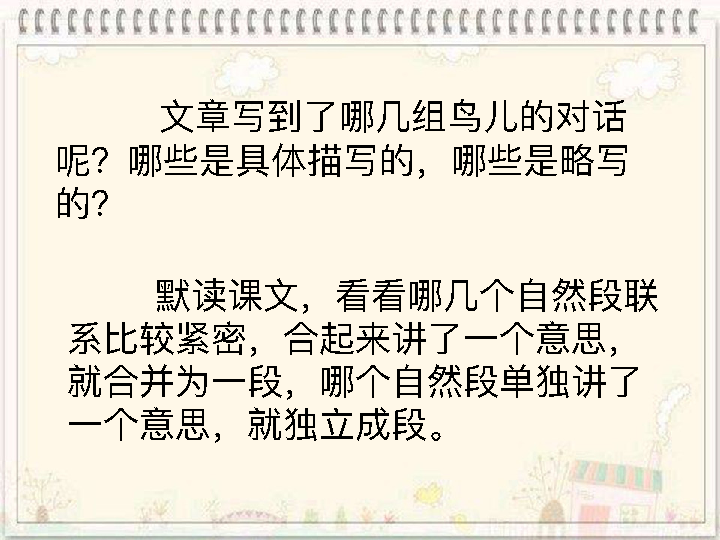 文章写到了哪几组鸟儿的对话
呢？哪些是具体描写的，哪些是略写
的？
默读课文，看看哪几个自然段联
系比较紧密，合起来讲了一个意思，
就合并为一段，哪个自然段单独讲了
一个意思，就独立成段。